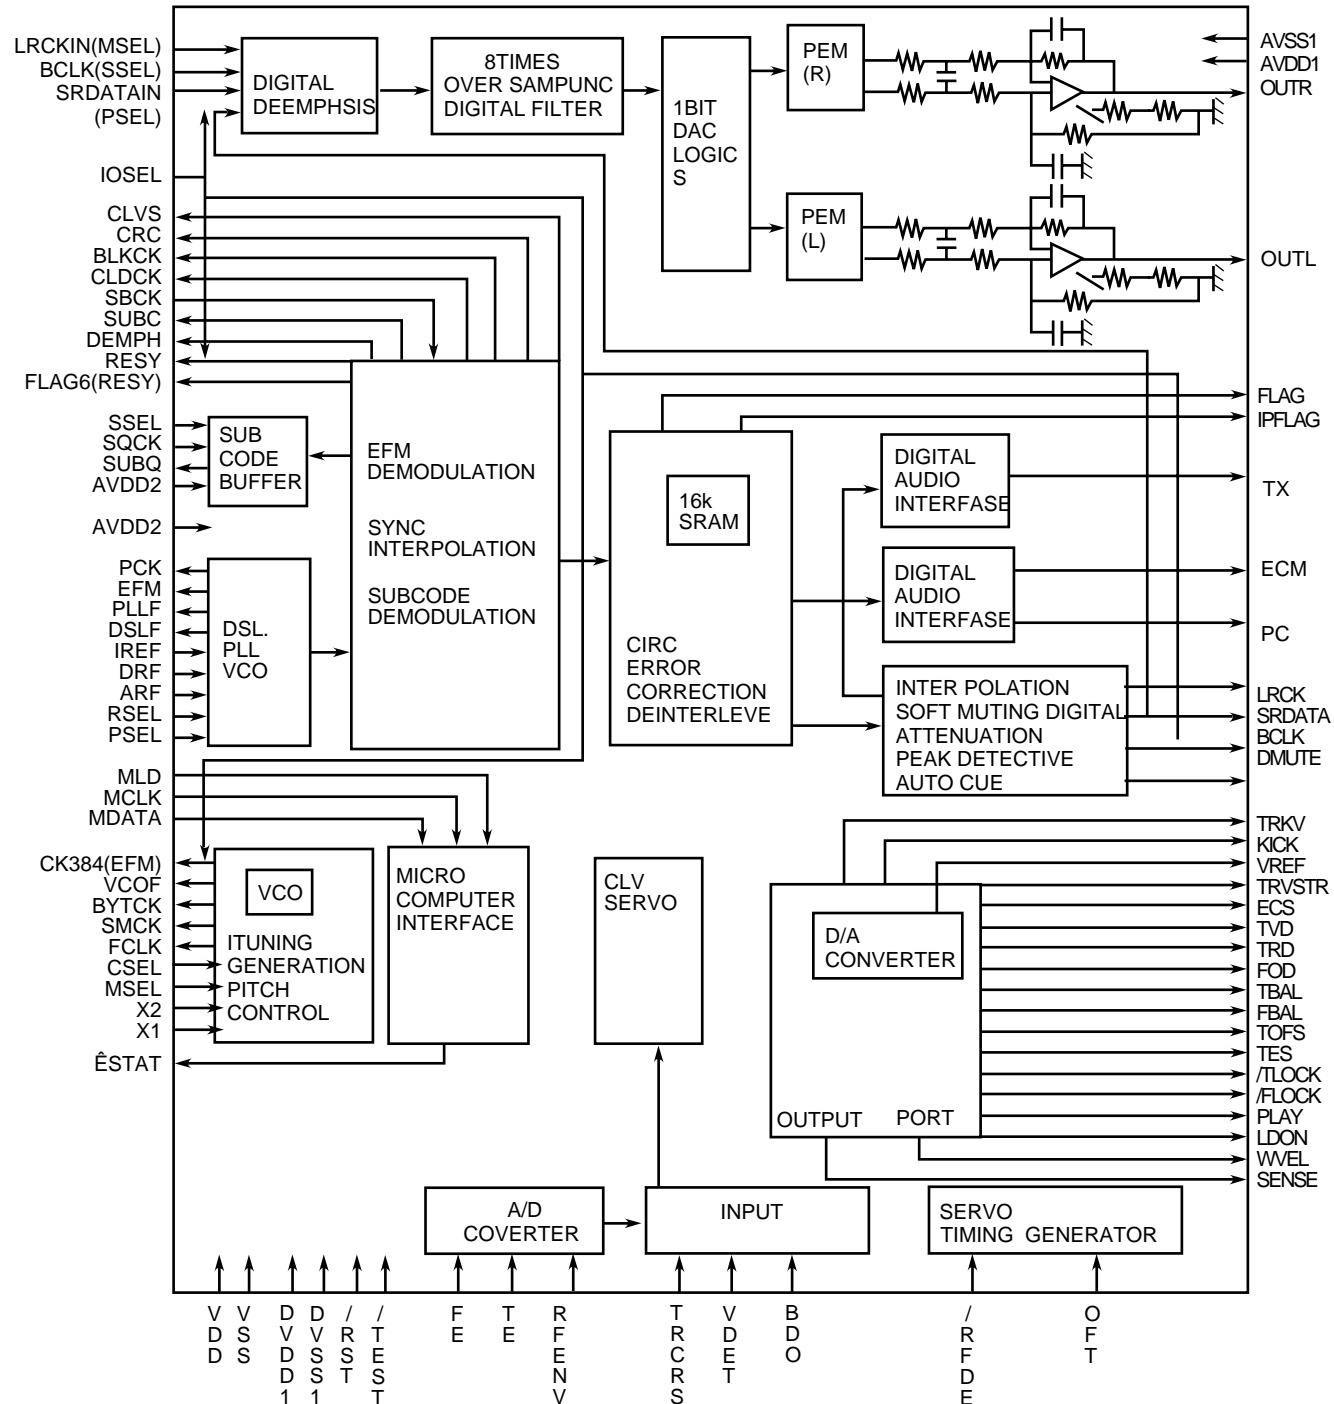 LRCKIN(MSEL)
BCLK(SSEL)
SRDATAIN
(PSEL)
IOSEL
CLVS
CRC
BLKCK
CLDCK
SBCK
SUBC
DEMPH
RESY
FLAG6(RESY)
SSEL
SQCK
SUBQ
AVDD2
AVDD2
PCK
EFM
PLLF
DSLF
IREF
DRF
ARF
RSEL
PSEL
MLD
MCLK
MDATA
CK384(EFM)
VCOF
BYTCK
SMCK
FCLK
CSEL
MSEL
X2
X1
ÊSTAT
DIGITAL
DEEMPHSIS
8TIMES
OVER SAMPUNC
DIGITAL FILTER
1BIT
DAC
LOGIC
S
PEM
(R)
PEM
(L)
SUB
CODE
BUFFER
EFM
DEMODULATION
SYNC
INTERPOLATION
SUBCODE
DEMODULATION
DSL.
PLL
VCO
16k
SRAM
CIRC
ERROR
CORRECTION
DEINTERLEVE
DIGITAL
AUDIO
INTERFASE
DIGITAL
AUDIO
INTERFASE
INTER POLATION
SOFT MUTING DIGITAL
ATTENUATION
PEAK DETECTIVE
AUTO CUE
VCO
ITUNING
GENERATION
PITCH
CONTROL
MICRO
COMPUTER
INTERFACE
CLV
SERVO
D/A
CONVERTER
OUTPUT PORT
A/D
COVERTER
INPUT
SERVO
TIMING GENERATOR
AVSS1
AVDD1
OUTR
OUTL
FLAG
IPFLAG
TX
ECM
PC
LRCK
SRDATA
BCLK
DMUTE
TRKV
KICK
VREF
TRVSTR
ECS
TVD
TRD
FOD
TBAL
FBAL
TOFS
TES
/TLOCK
/FLOCK
PLAY
LDON
WVEL
SENSE
VDD
VSS
DVDD1
DVSS1
/RST
/TEST
FE
TE
RFENV
TRCRS
VDET
BDO
/RFDE
OFT